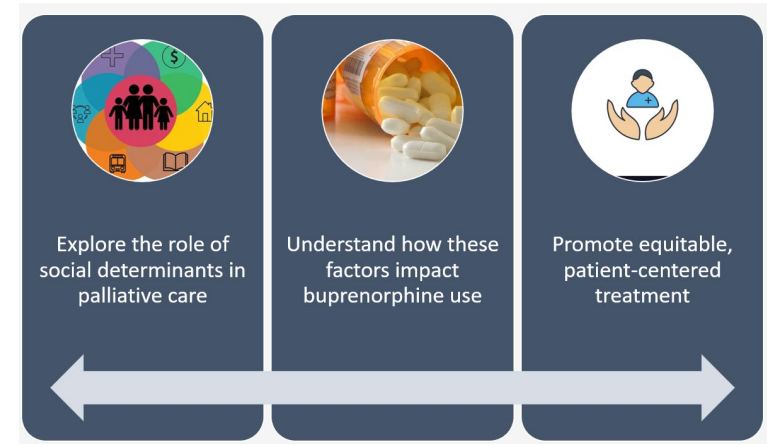 Explore the role of
social determinants in
palliative care
Understand how these
factors impact
buprenorphine use
Promote equitable,
patient-centered
treatment